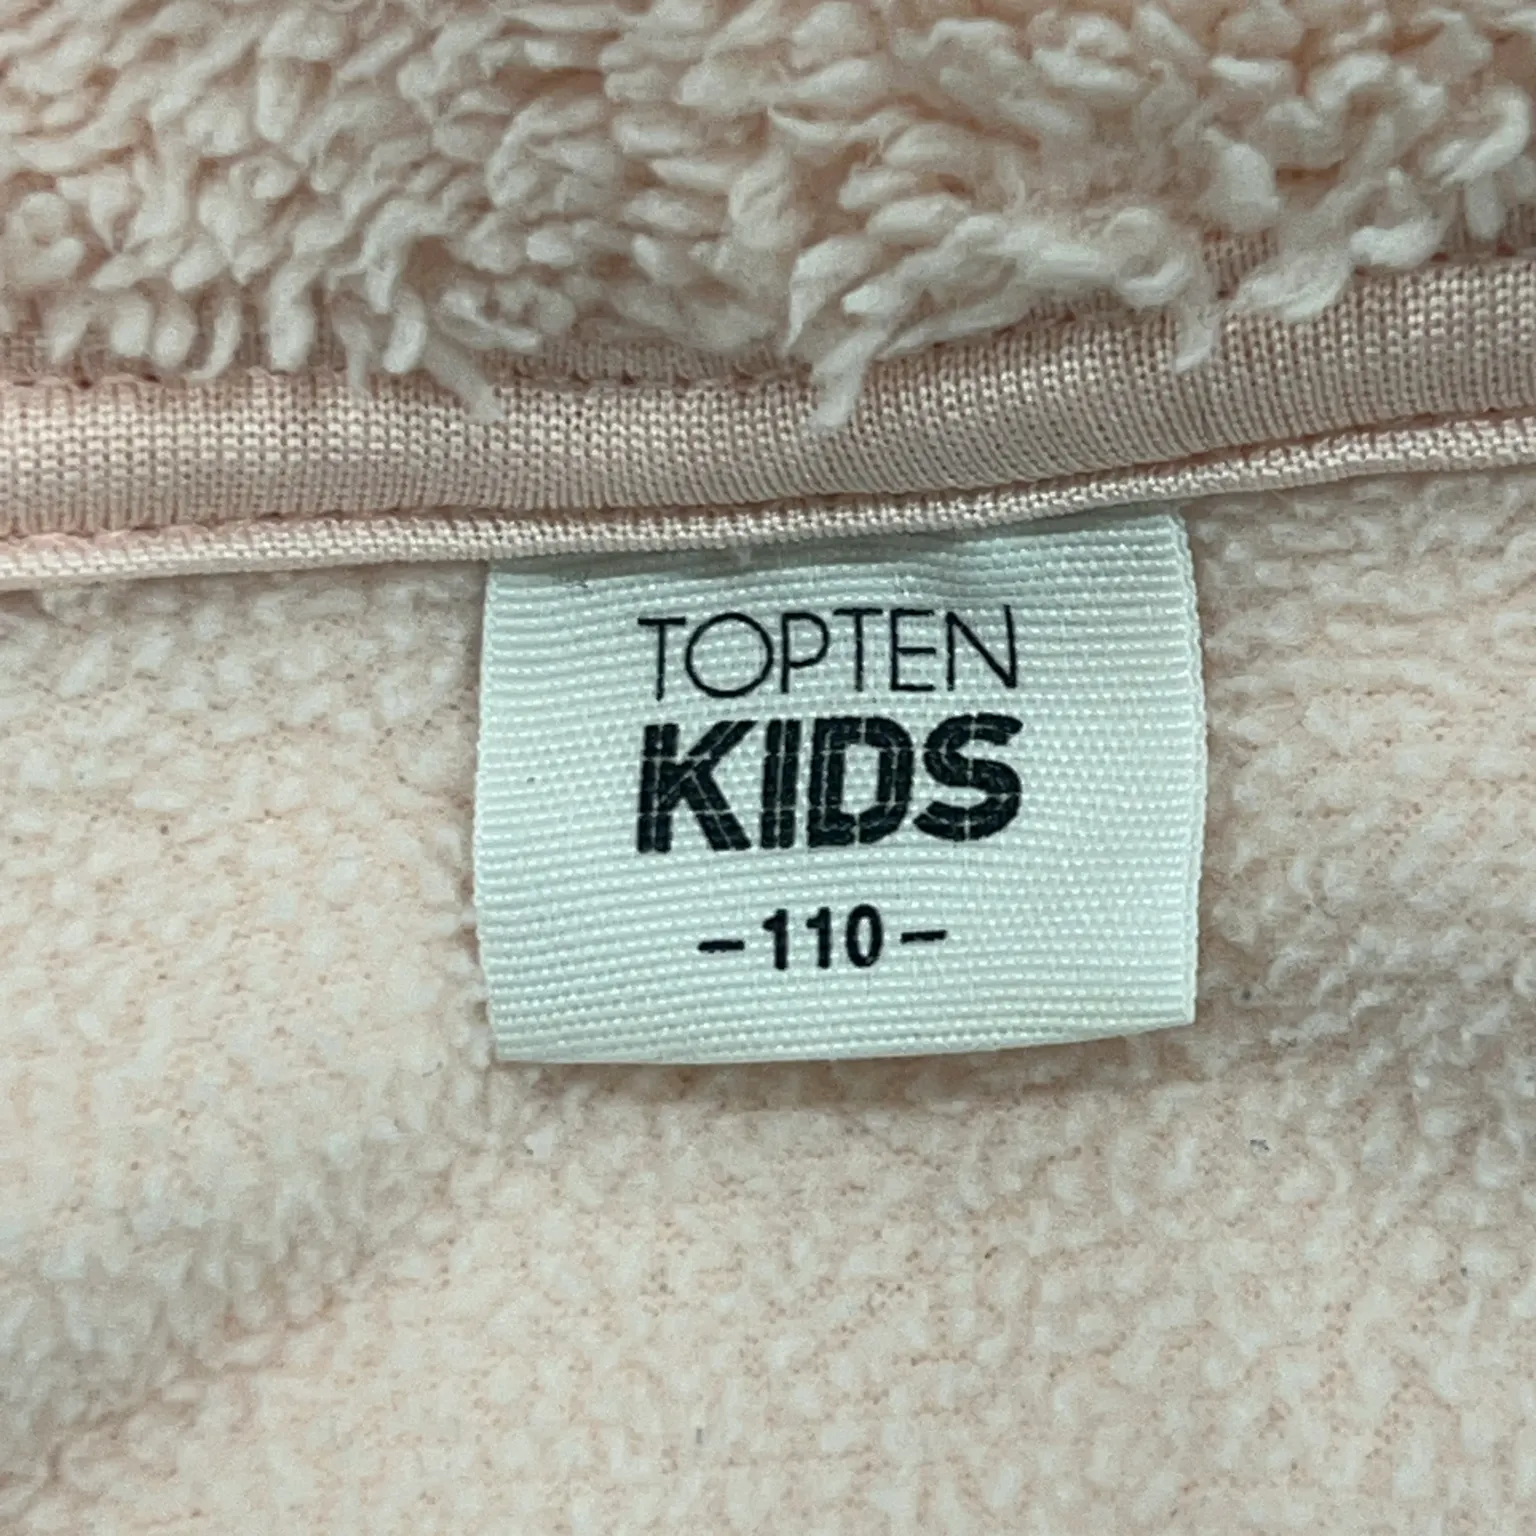 TOPTEN
KIDS
-110-